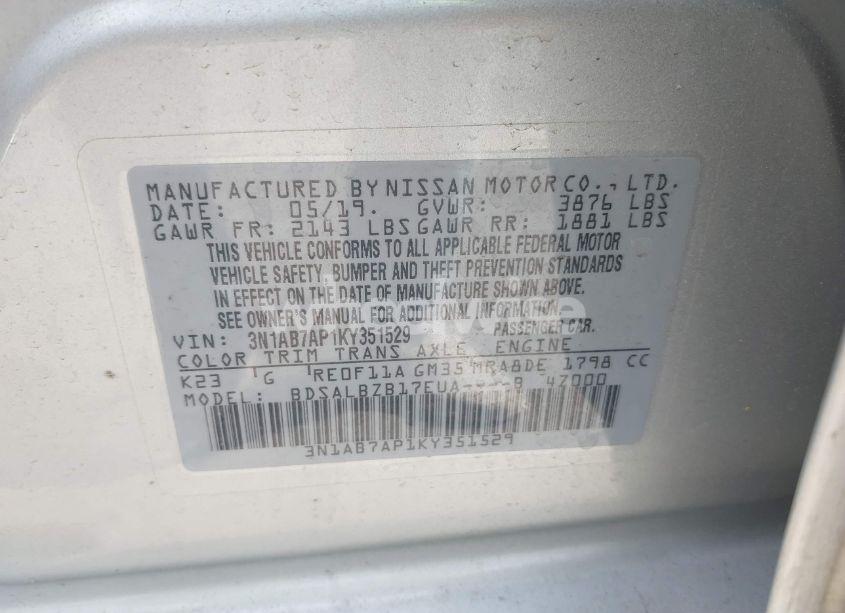 MANUFACTURED BY NISSAN MOTOR CO., LTD.
DATE: 05/19. GVWR: 3876 LBS
GAWR FR: 2143 LBS GAWR RR: 1881 LBS
THIS VEHICLE CONFORMS TO ALL APPLICABLE FEDERAL MOTOR
VEHICLE SAFETY, BUMPER AND THEFT PREVENTION STANDARDS
IN EFFECT ON THE DATE OF MANUFACTURE SHOWN ABOVE.
SEE OWNER'S MANUAL FOR ADDITIONAL INFORMATION.
VIN: 3N1AB7AP1KY351529 PASSENGER CAR.
COLOR TRIM TRANS AXLE ENGINE
K23 G RE0F11A GM35 MRA8DE 1798 CC
MODEL: BDSALBZB17EUA----B 47000
3N1AB7AP1KY351529